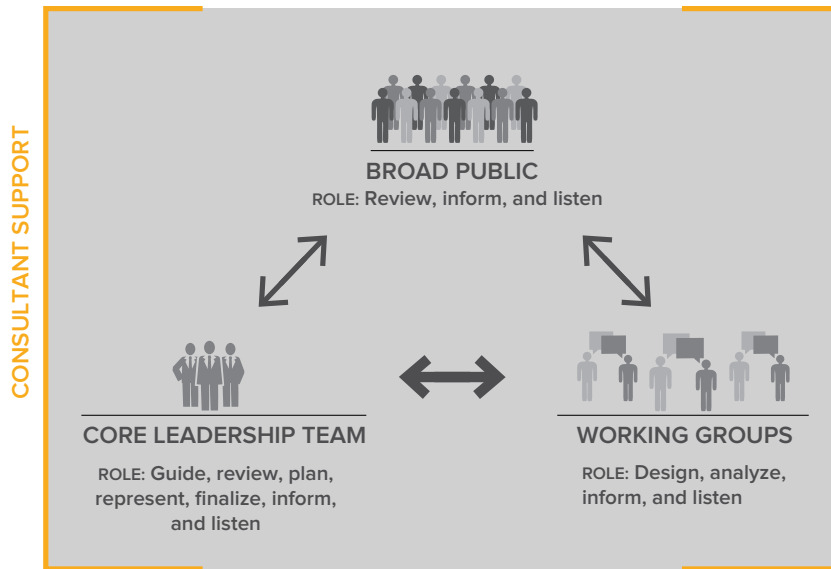 CONSULTANT SUPPORT
BROAD PUBLIC
ROLE: Review, inform, and listen
CORE LEADERSHIP TEAM
ROLE: Guide, review, plan,
represent, finalize, inform,
and listen
WORKING GROUPS
ROLE: Design, analyze,
inform, and listen